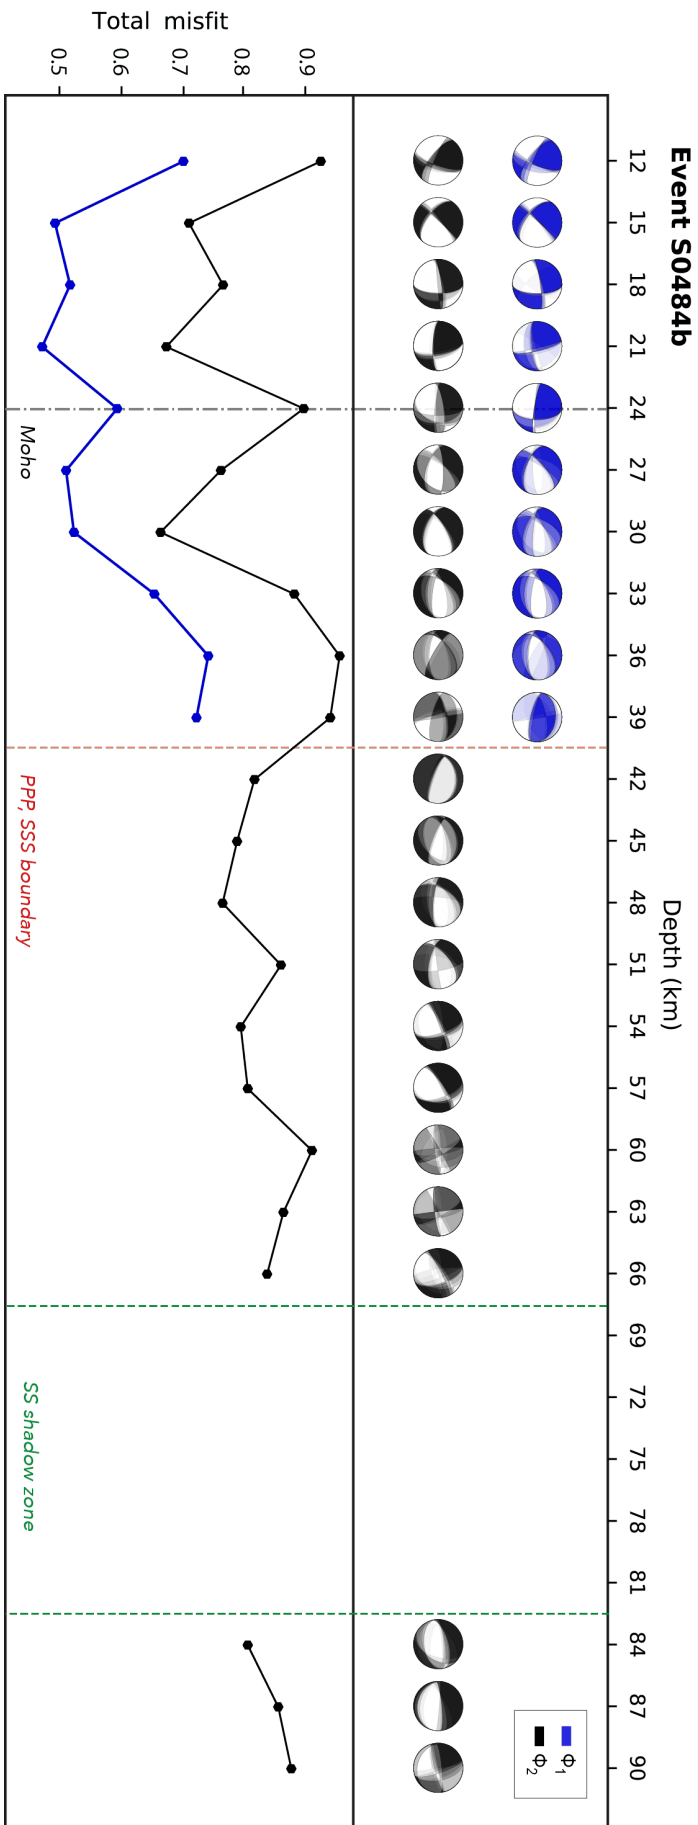 Event S0484b
Depth (km)
12 15 18 21 24 27 30 33 36 39 42 45 48 51 54 57 60 63 66 69 72 75 78 81 84 87 90
Φ1
Φ2
Total misfit
0.9
0.8
0.7
0.6
0.5
Moho
PPP, SSS boundary
SS shadow zone